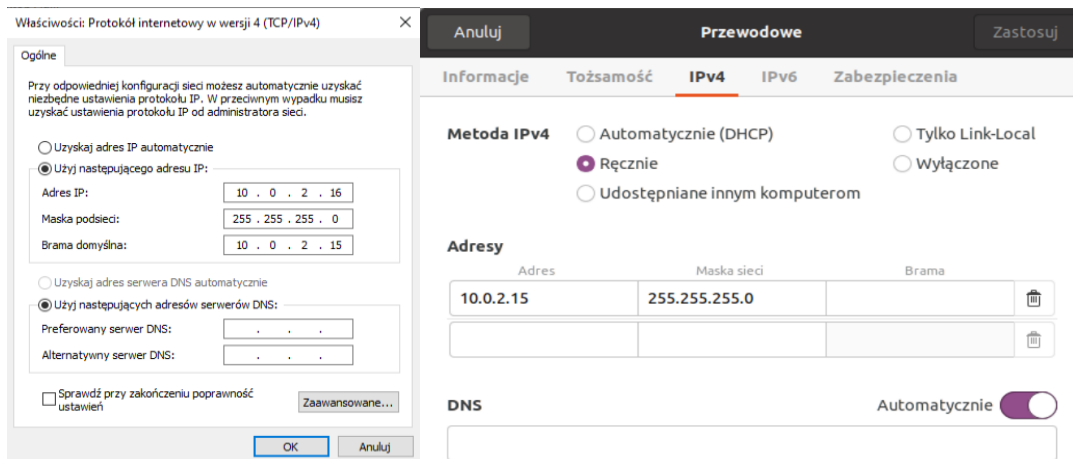 Właściwości: Protokół internetowy w wersji 4 (TCP/IPv4)
Ogólne
Przy odpowiedniej konfiguracji sieci możesz automatycznie uzyskać
niezbędne ustawienia protokołu IP. W przeciwnym wypadku musisz
uzyskać ustawienia protokołu IP od administratora sieci.
Uzyskaj adres IP automatycznie
Użyj następującego adresu IP:
Adres IP: 10 . 0 . 2 . 16
Maska podsieci: 255 . 255 . 255 . 0
Brama domyślna: 10 . 0 . 2 . 15
Uzyskaj adres serwera DNS automatycznie
Użyj następujących adresów serwerów DNS:
Preferowany serwer DNS: . . .
Alternatywny serwer DNS: . . .
Sprawdź przy zakończeniu poprawność
ustawień
Zaawansowane...
OK Anuluj
Anuluj Przewodowe Zastosuj
Informacje Tożsamość IPv4 IPv6 Zabezpieczenia
Metoda IPv4 Automatycznie (DHCP) Tylko Link-Local
Ręcznie Wyłączone
Udostępniane innym komputerom
Adresy
Adres Maska sieci Brama
10.0.2.15 255.255.255.0
DNS Automatycznie